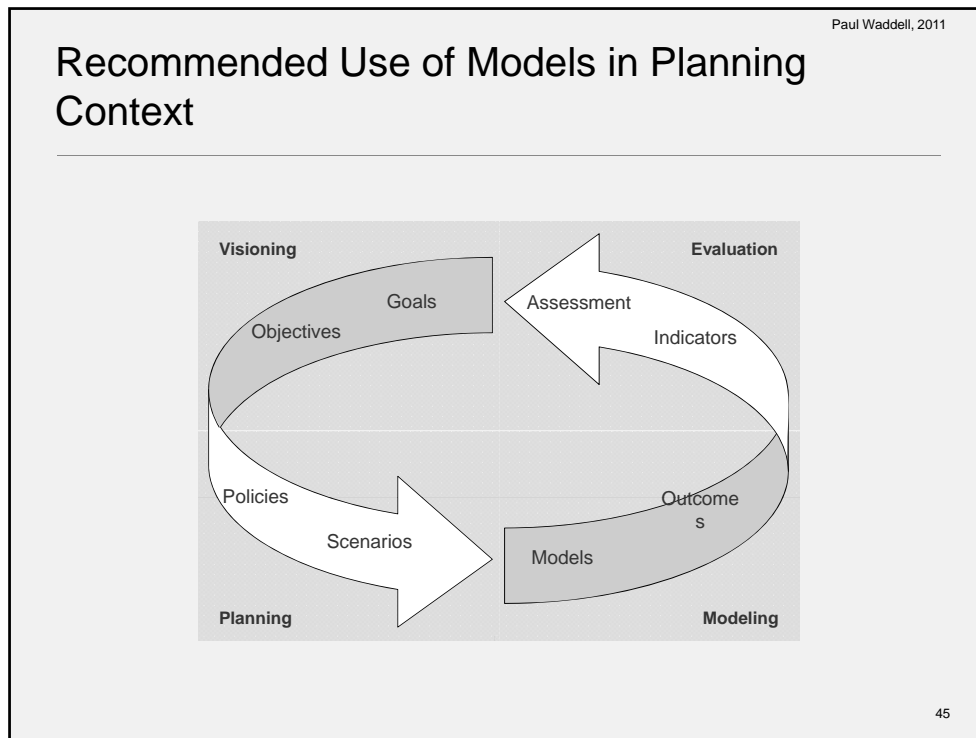 Paul Waddell, 2011
Recommended Use of Models in Planning
Context
Visioning
Evaluation
Goals
Assessment
Objectives
Indicators
Policies
Outcome
s
Scenarios
Models
Planning
Modeling
45